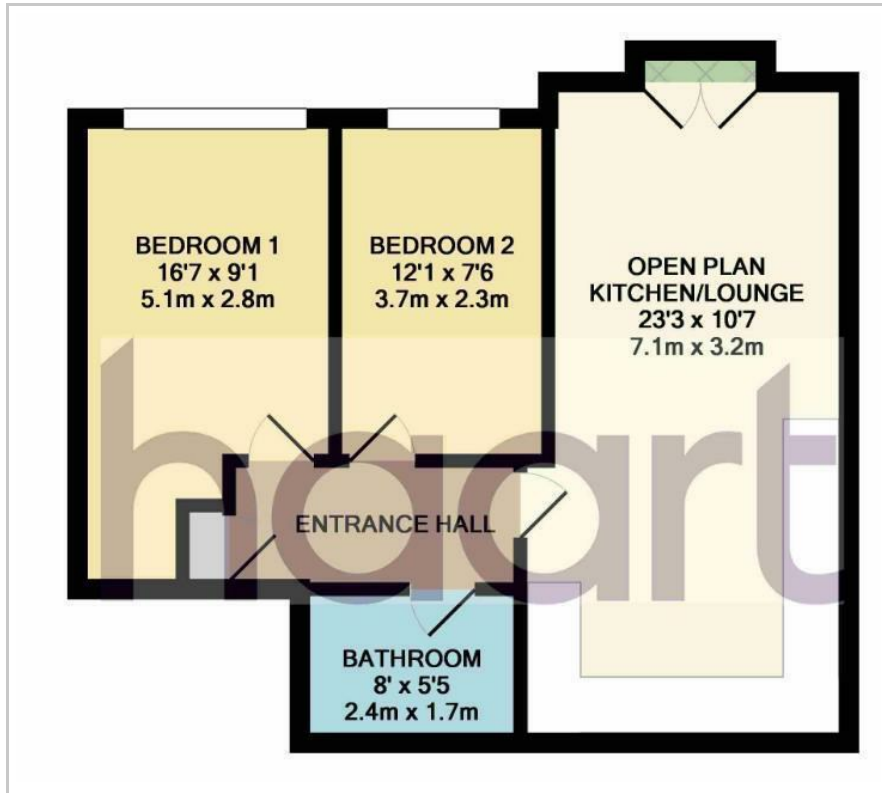 BEDROOM 1
16'7 x 9'1
5.1m x 2.8m
BEDROOM 2
12'1 x 7'6
3.7m x 2.3m
OPEN PLAN
KITCHEN/LOUNGE
23'3 x 10'7
7.1m x 3.2m
haart
ENTRANCE HALL
BATHROOM
8' x 5'5
2.4m x 1.7m